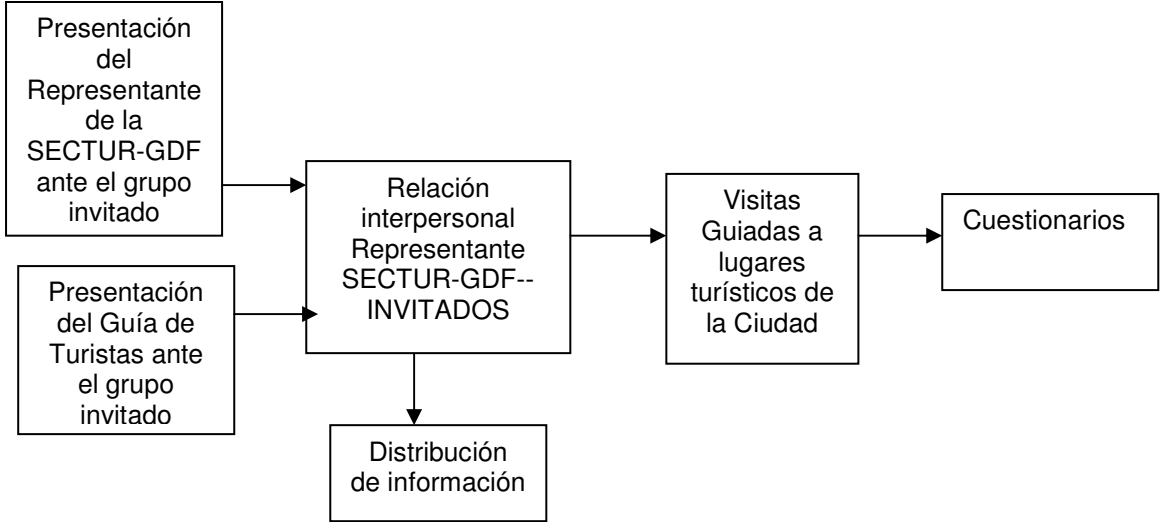 Presentación
del
Representante
de la
SECTUR-GDF
ante el grupo
invitado
Presentación
del Guía de
Turistas ante
el grupo
invitado
Relación
interpersonal
Representante
SECTUR-GDF--
INVITADOS
Distribución
de información
Visitas
Guiadas a
lugares
turísticos de
la Ciudad
Cuestionarios